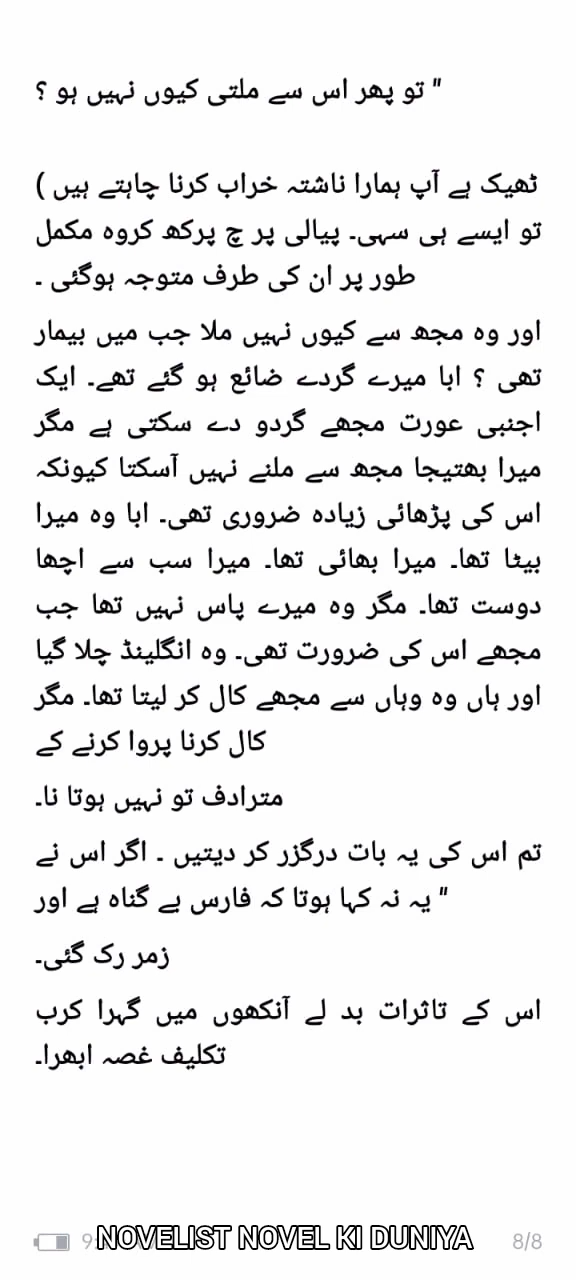 " تو پھر اس سے ملتی کیوں نہیں ہو ؟
ٹھیک ہے آپ ہمارا ناشتہ خراب کرنا چاہتے ہیں )
تو ایسے ہی سہی۔ پیالی پر چ پرکھ کروہ مکمل
طور پر ان کی طرف متوجہ ہوگئی ۔
اور وہ مجھ سے کیوں نہیں ملا جب میں بیمار
تھی ؟ ابا میرے گردے ضائع ہو گئے تھے۔ ایک
اجنبی عورت مجھے گردو دے سکتی ہے مگر
میرا بھتیجا مجھ سے ملنے نہیں آسکتا کیونکہ
اس کی پڑھائی زیادہ ضروری تھی۔ ابا وہ میرا
بیٹا تھا۔ میرا بھائی تھا۔ میرا سب سے اچھا
دوست تھا۔ مگر وہ میرے پاس نہیں تھا جب
مجھے اس کی ضرورت تھی۔ وہ انگلینڈ چلا گیا
اور ہاں وہ وہاں سے مجھے کال کر لیتا تھا۔ مگر
کال کرنا پروا کرنے کے
مترادف تو نہیں ہوتا نا۔
تم اس کی یہ بات درگزر کر دیتیں ۔ اگر اس نے
" یہ نہ کہا ہوتا کہ فارس بے گناہ ہے اور
زمر رک گئی۔
اس کے تاثرات بد لے آنکھوں میں گہرا کرب
تکلیف غصہ ابھرا۔
NOVELIST NOVEL KI DUNIYA
8/8